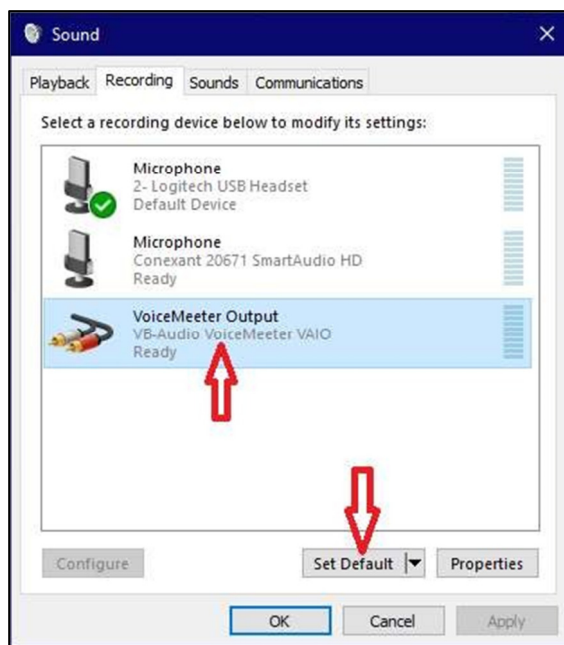 Sound
Playback Recording Sounds Communications
Select a recording device below to modify its settings:
Microphone
2- Logitech USB Headset
Default Device
Microphone
Conexant 20671 SmartAudio HD
Ready
VoiceMeeter Output
VB-Audio VoiceMeeter VAIO
Ready
Configure Set Default Properties
OK Cancel Apply